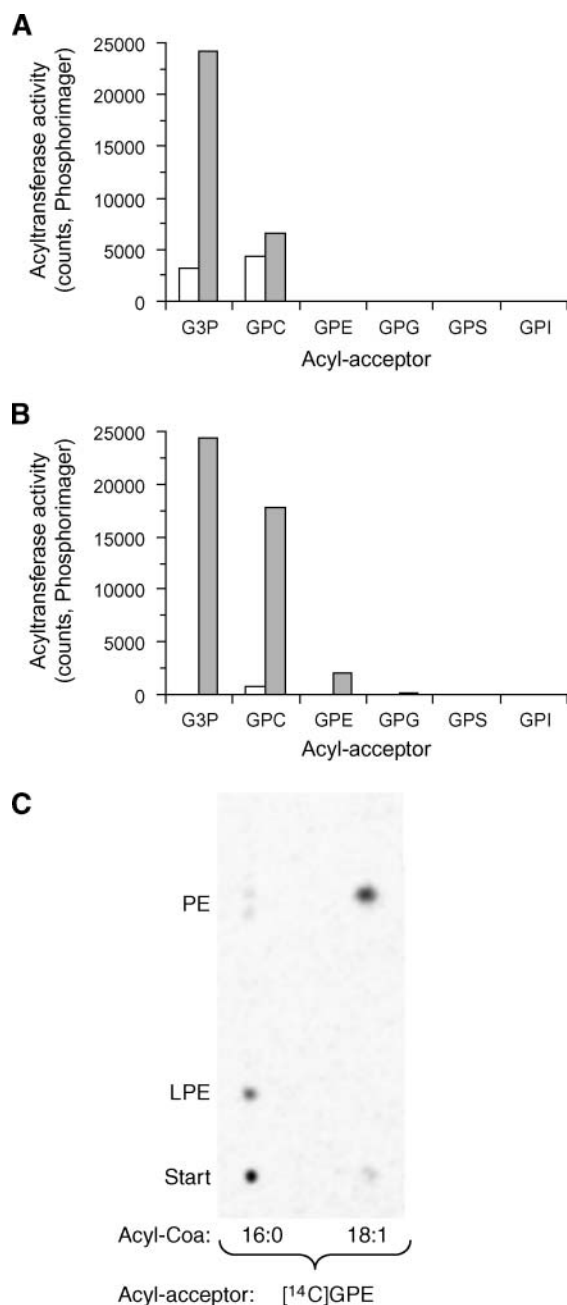 A
Acyltransferase activity
(counts, Phosphorimager)
25000
20000
15000
10000
5000
0
G3P GPC GPE GPG GPS GPI
Acyl-acceptor
B
Acyltransferase activity
(counts, Phosphorimager)
25000
20000
15000
10000
5000
0
G3P GPC GPE GPG GPS GPI
Acyl-acceptor
C
PE
LPE
Start
Acyl-Coa: 16:0 18:1
Acyl-acceptor: [¹⁴C]GPE